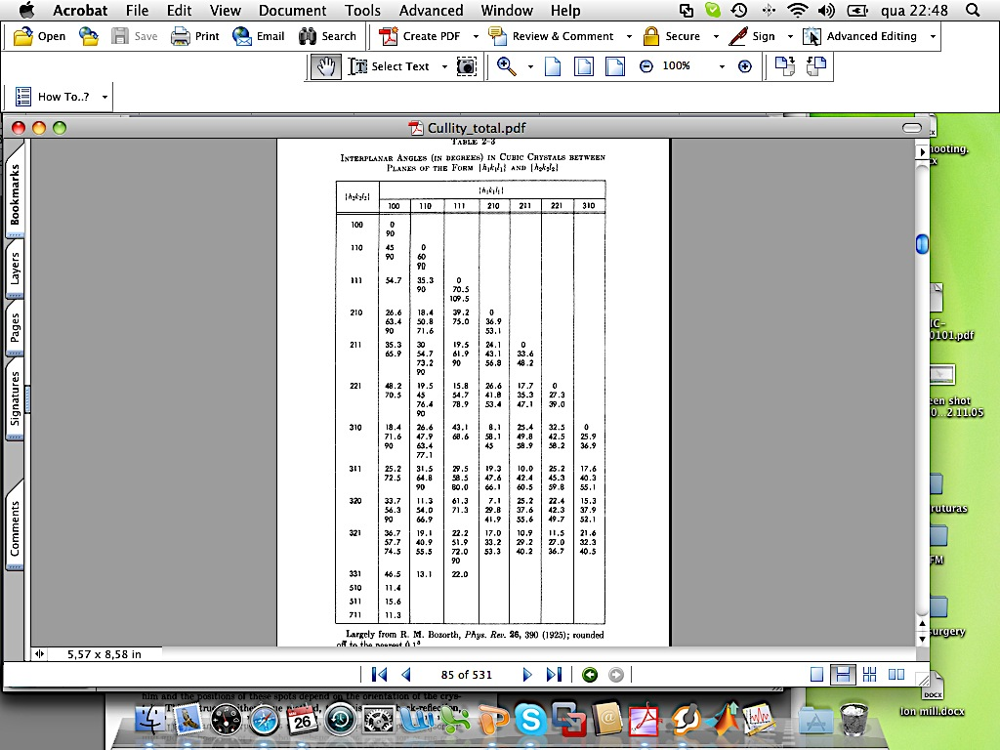 Acrobat File Edit View Document Tools Advanced Window Help qua 22:48
Open Save Print Email Search Create PDF Review & Comment Secure Sign Advanced Editing
Select Text 100%
How To..?
Cullity_total.pdf
Bookmarks
Layers
Pages
Signatures
Comments
TABLE 2-3
INTERPLANAR ANGLES (IN DEGREES) IN CUBIC CRYSTALS BETWEEN
PLANES OF THE FORM {h1k1l1} AND {h2k2l2}
{h2k2l2} {h1k1l1}
100 110 111 210 211 221 310
100 0
90
110 45 0
90 60
90
111 54.7 35.3 0
90 70.5
109.5
210 26.6 18.4 39.2 0
63.4 50.8 75.0 36.9
90 71.6 53.1
211 35.3 30 19.5 24.1 0
65.9 54.7 61.9 43.1 33.6
73.2 90 56.8 48.2
90
221 48.2 19.5 15.8 26.6 17.7 0
70.5 45 54.7 41.8 35.3 27.3
76.4 78.9 53.4 47.1 39.0
90
310 18.4 26.6 43.1 8.1 25.4 32.5 0
71.6 47.9 68.6 58.1 49.8 42.5 25.9
90 63.4 45 58.9 58.2 36.9
77.1
311 25.2 31.5 29.5 19.3 10.0 25.2 17.6
72.5 64.8 58.5 47.6 42.4 45.3 40.3
90 80.0 66.1 60.5 59.8 55.1
320 33.7 11.3 61.3 7.1 25.2 22.4 15.3
56.3 54.0 71.3 29.8 37.6 42.3 37.9
90 66.9 41.9 55.6 49.7 52.1
321 36.7 19.1 22.2 17.0 10.9 11.5 21.6
57.7 40.9 51.9 33.2 29.2 27.0 32.3
74.5 55.5 72.0 53.3 40.2 36.7 40.5
90
331 46.5 13.1 22.0
510 11.4
511 15.6
711 11.3
Largely from R. M. Bozorth, Phys. Rev. 26, 390 (1925); rounded
off to the nearest 0.1°
5,57 x 8,58 in
85 of 531
him and the positions of these spots depend on the orientation of the crys-
ooting.
0101.pdf
een shot
0...2.11.05
ruturas
FM
surgery
DOCX
Ion mill.docx
26